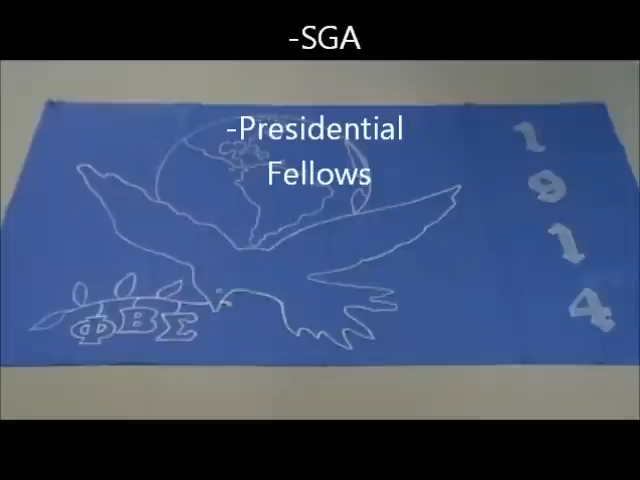 -SGA
-Presidential
Fellows
1
9
1
4
ΦΒΣ